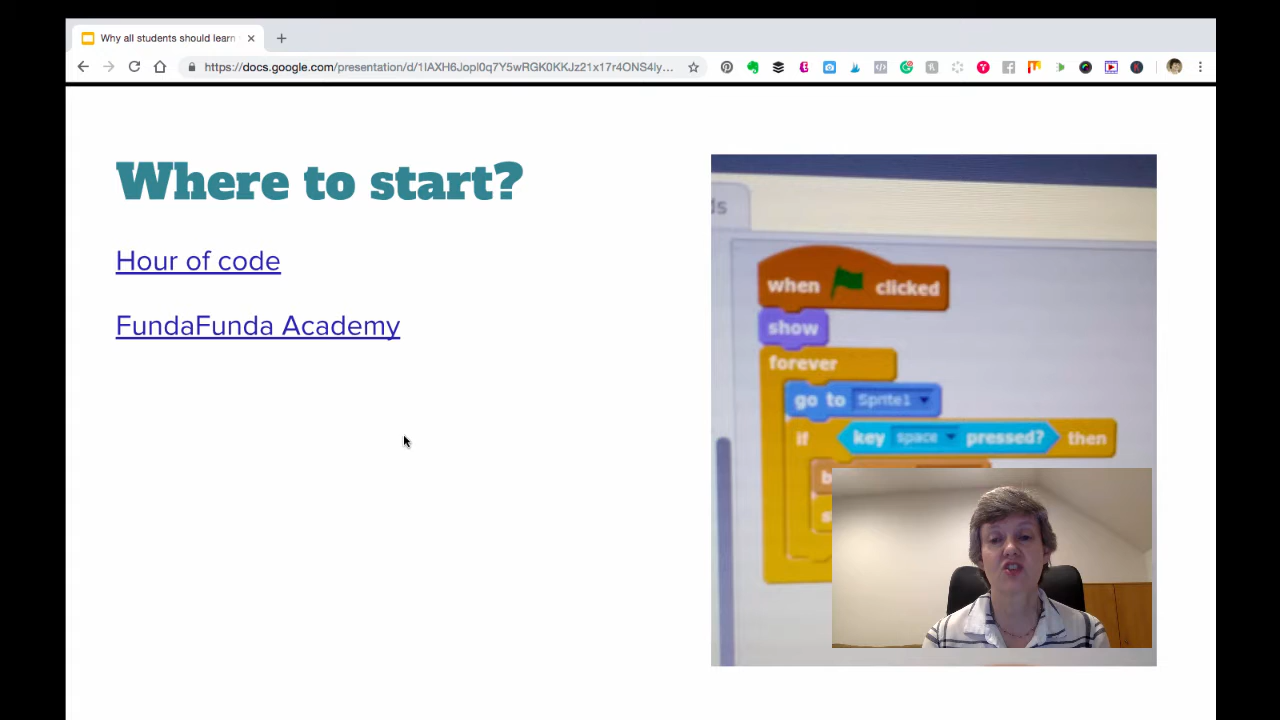 Why all students should learn
https://docs.google.com/presentation/d/1IAXH6Jopl0q7Y5wRGK0KKJz21x17r4ONS4ly...
Where to start?
Hour of code
FundaFunda Academy
when clicked
show
forever
go to Sprite1
if key space pressed? then